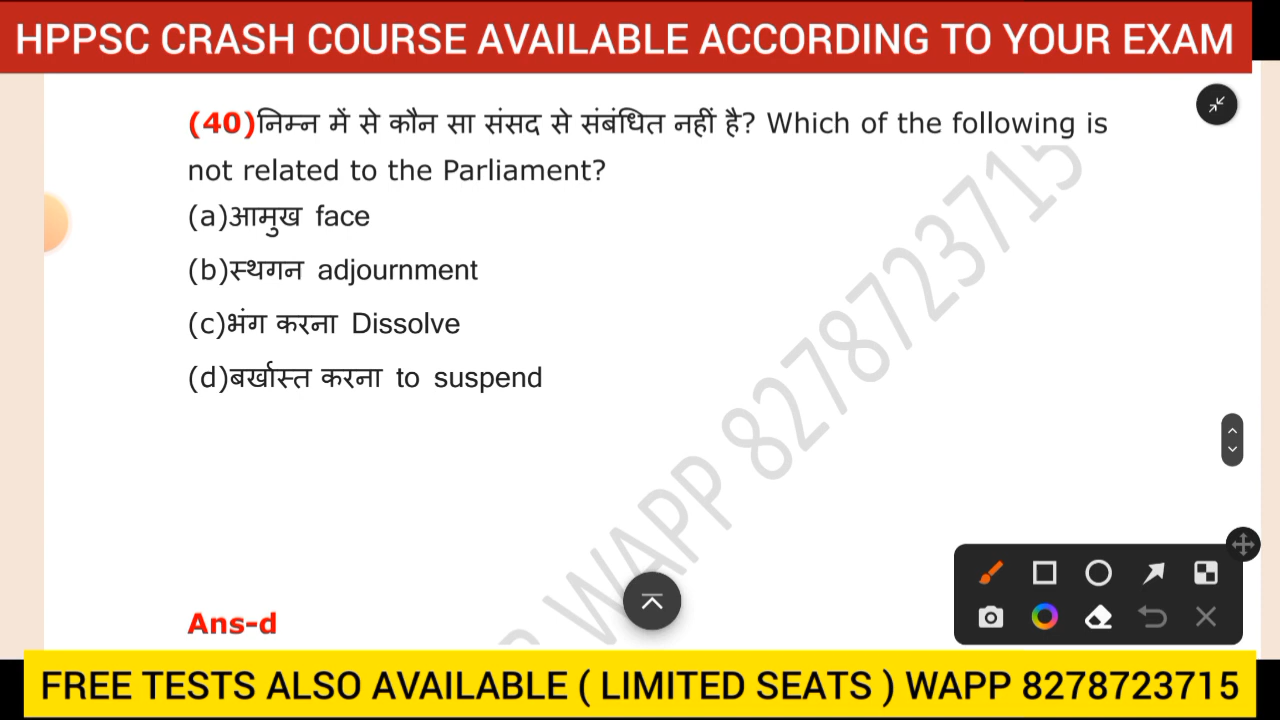 HPPSC CRASH COURSE AVAILABLE ACCORDING TO YOUR EXAM
(40)निम्न में से कौन सा संसद से संबंधित नहीं है? Which of the following is
not related to the Parliament?
(a)आमुख face
(b)स्थगन adjournment
(c)भंग करना Dissolve
(d)बर्खास्त करना to suspend
WAPP 8278723715
Ans-d
FREE TESTS ALSO AVAILABLE ( LIMITED SEATS ) WAPP 8278723715